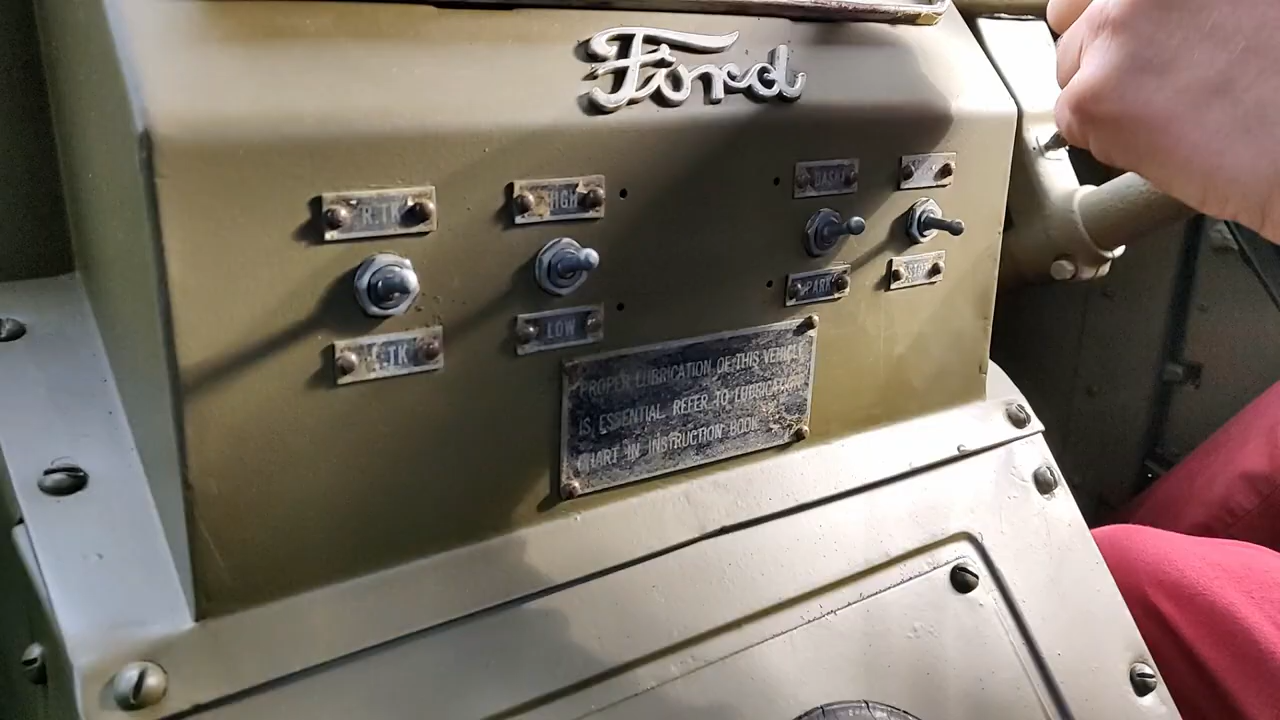 Ford
R.TK
HIGH
DASH
LOW
PARK
.TK
PROPER LUBRICATION OF THIS VEHICLE
IS ESSENTIAL. REFER TO LUBRICATION
CHART IN INSTRUCTION BOOK